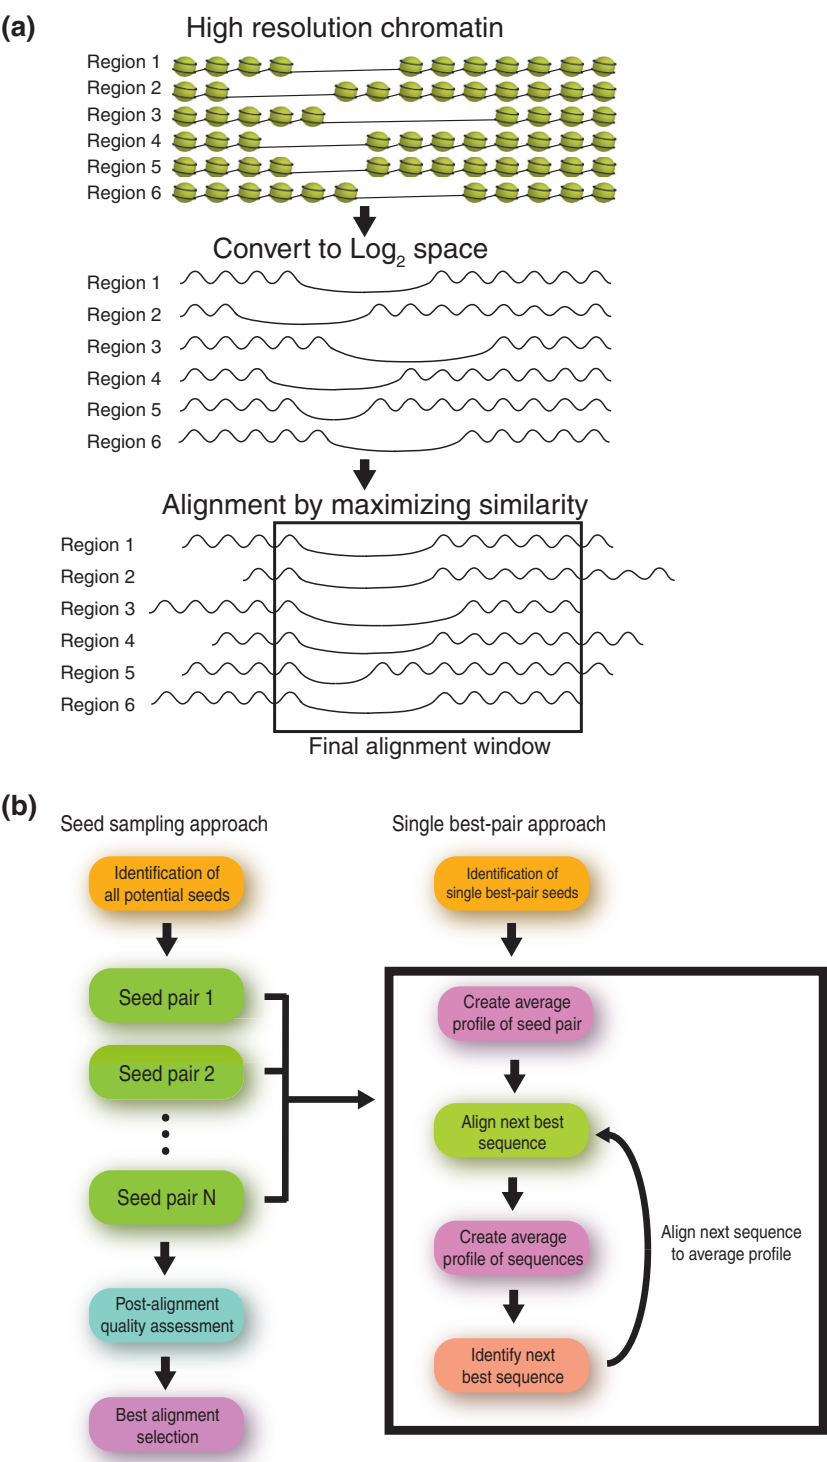 (a)
High resolution chromatin
Region 1
Region 2
Region 3
Region 4
Region 5
Region 6
Convert to Log2 space
Region 1
Region 2
Region 3
Region 4
Region 5
Region 6
Alignment by maximizing similarity
Region 1
Region 2
Region 3
Region 4
Region 5
Region 6
Final alignment window
(b)
Seed sampling approach
Identification of
all potential seeds
Seed pair 1
Seed pair 2
Seed pair N
Post-alignment
quality assessment
Best alignment
selection
Single best-pair approach
Identification of
single best-pair seeds
Create average
profile of seed pair
Align next best
sequence
Create average
profile of sequences
Identify next
best sequence
Align next sequence
to average profile